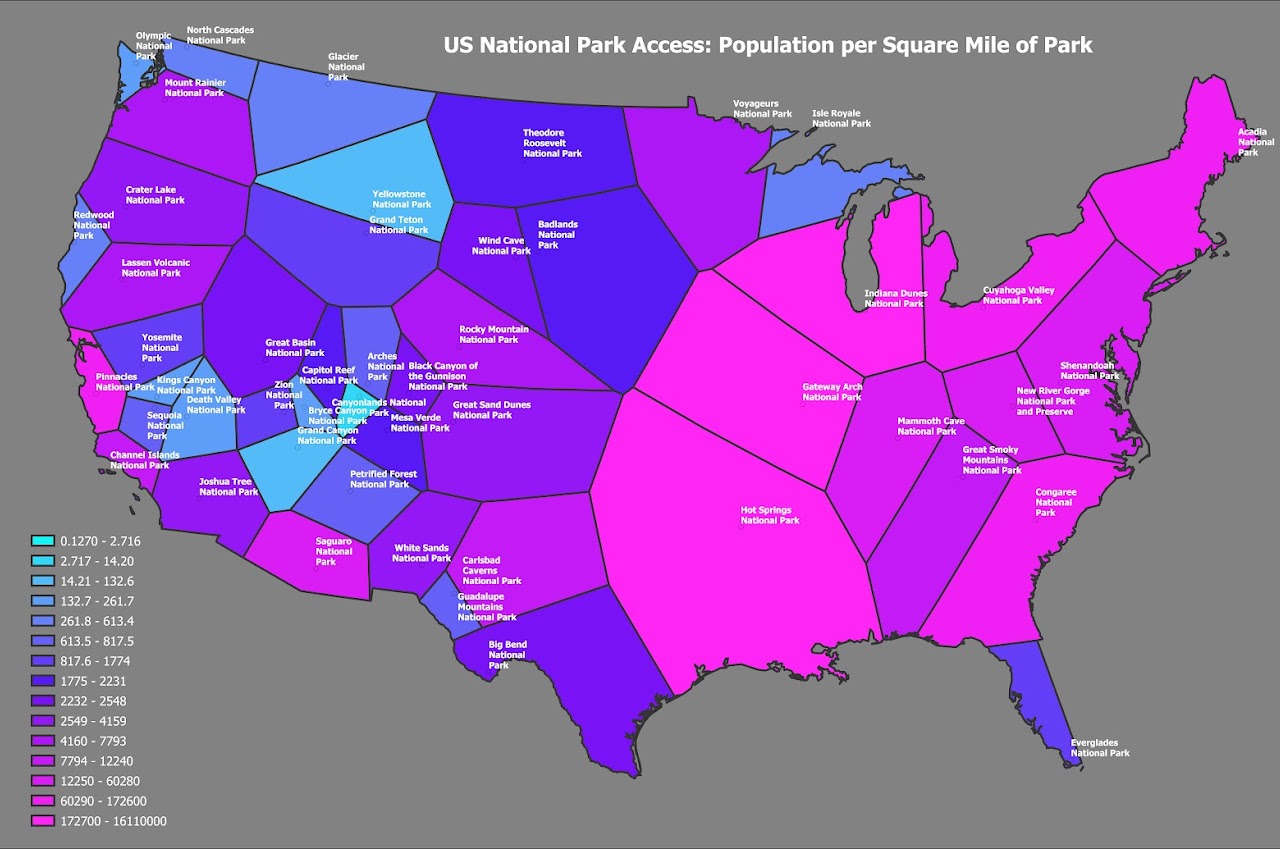 US National Park Access: Population per Square Mile of Park
Olympic
National
Park
North Cascades
National Park
Glacier
National
Park
Mount Rainier
National Park
Voyageurs
National Park
Isle Royale
National Park
Theodore
Roosevelt
National Park
Acadia
National
Park
Crater Lake
National Park
Yellowstone
National Park
Grand Teton
National Park
Redwood
National
Park
Wind Cave
National Park
Badlands
National
Park
Lassen Volcanic
National Park
Indiana Dunes
National Park
Cuyahoga Valley
National Park
Yosemite
National
Park
Great Basin
National Park
Rocky Mountain
National Park
Arches
National
Park
Capitol Reef
National Park
Black Canyon of
the Gunnison
National Park
Shenandoah
National Park
Pinnacles
National Park
Kings Canyon
National Park
Zion
National
Park
Death Valley
National Park
Canyonlands National
Park
Bryce Canyon
National Park
Gateway Arch
National Park
New River Gorge
National Park
and Preserve
Great Sand Dunes
National Park
Mesa Verde
National Park
Sequoia
National
Park
Grand Canyon
National Park
Mammoth Cave
National Park
Great Smoky
Mountains
National Park
Channel Islands
National Park
Joshua Tree
National Park
Petrified Forest
National Park
Congaree
National
Park
Hot Springs
National Park
Saguaro
National
Park
White Sands
National Park
Carlsbad
Caverns
National Park
Guadalupe
Mountains
National Park
Big Bend
National
Park
Everglades
National Park
0.1270 - 2.716
2.717 - 14.20
14.21 - 132.6
132.7 - 261.7
261.8 - 613.4
613.5 - 817.5
817.6 - 1774
1775 - 2231
2232 - 2548
2549 - 4159
4160 - 7793
7794 - 12240
12250 - 60280
60290 - 172600
172700 - 16110000